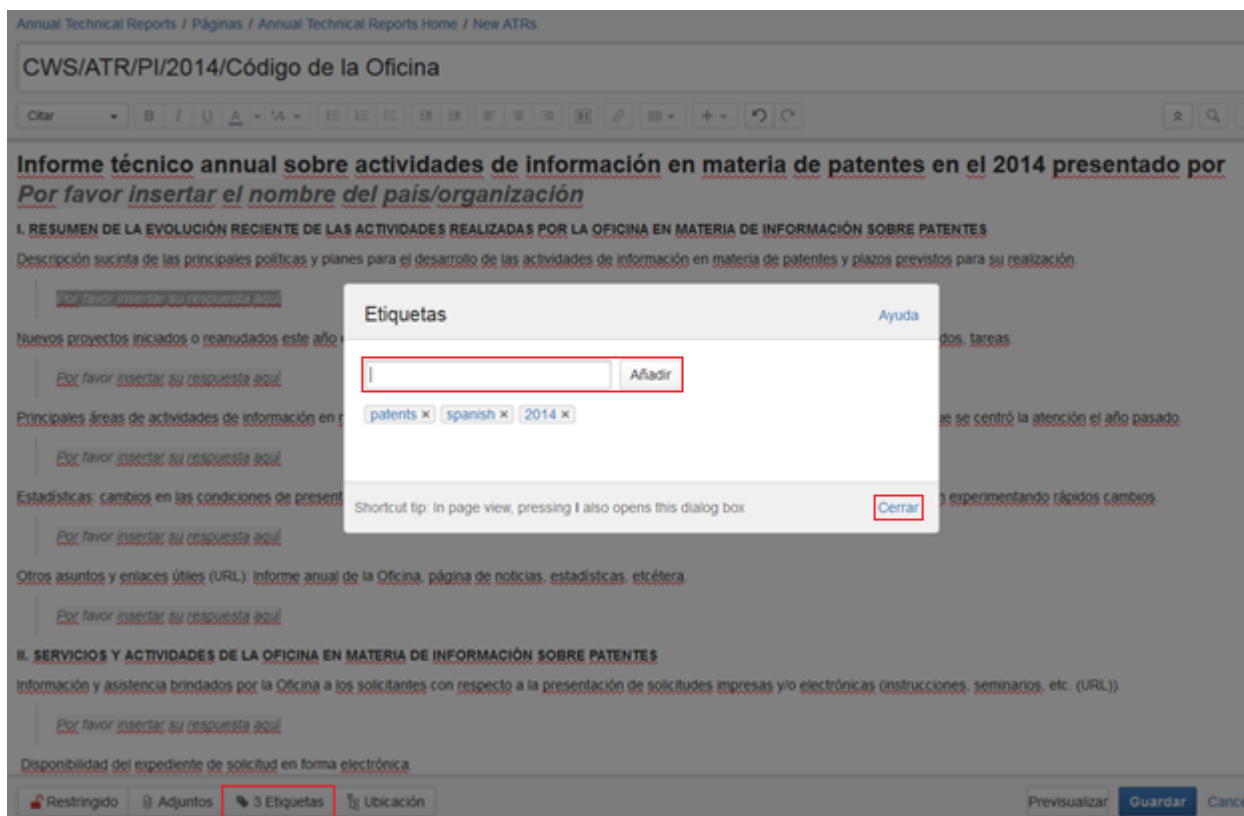 Annual Technical Reports / Páginas / Annual Technical Reports Home / New ATRs
CWS/ATR/PI/2014/Código de la Oficina
Citar
Informe técnico annual sobre actividades de información en materia de patentes en el 2014 presentado por
Por favor insertar el nombre del país/organización
I. RESUMEN DE LA EVOLUCIÓN RECIENTE DE LAS ACTIVIDADES REALIZADAS POR LA OFICINA EN MATERIA DE INFORMACIÓN SOBRE PATENTES
Descripción sucinta de las principales políticas y planes para el desarrollo de las actividades de información en materia de patentes y plazos previstos para su realización.
Por favor insertar su respuesta aquí
Nuevos proyectos iniciados o reanudados este año
dos, tareas.
Por favor insertar su respuesta aquí
Principales áreas de actividades de información en
se centró la atención el año pasado.
Por favor insertar su respuesta aquí
Estadísticas: cambios en las condiciones de present
experimentando rápidos cambios.
Por favor insertar su respuesta aquí
Etiquetas
Ayuda
Añadir
patents × spanish × 2014 ×
Shortcut tip: In page view, pressing l also opens this dialog box
Cerrar
Otros asuntos y enlaces útiles (URL): Informe anual de la Oficina, página de noticias, estadísticas, etcétera.
Por favor insertar su respuesta aquí
II. SERVICIOS Y ACTIVIDADES DE LA OFICINA EN MATERIA DE INFORMACIÓN SOBRE PATENTES
Información y asistencia brindados por la Oficina a los solicitantes con respecto a la presentación de solicitudes impresas y/o electrónicas (instrucciones, seminarios, etc. (URL)).
Por favor insertar su respuesta aquí
Disponibilidad del expediente de solicitud en forma electrónica.
Restringido Adjuntos 3 Etiquetas Ubicación Previsualizar Guardar Cance